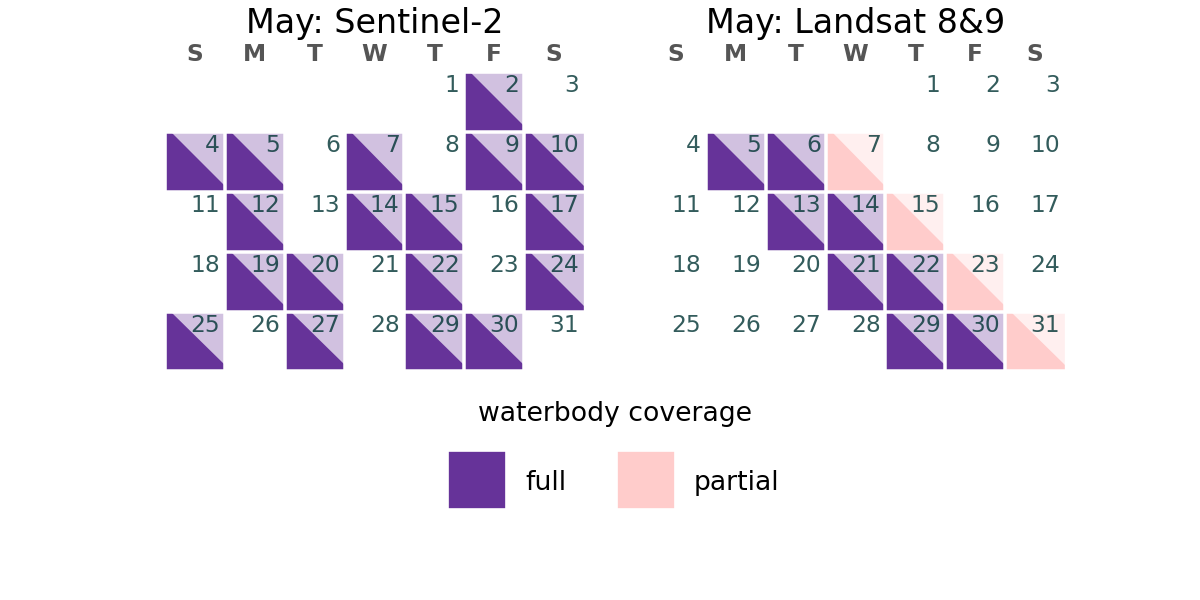 May: Sentinel-2
S M T W T F S
1 2 3
4 5 6 7 8 9 10
11 12 13 14 15 16 17
18 19 20 21 22 23 24
25 26 27 28 29 30 31
May: Landsat 8&9
S M T W T F S
1 2 3
4 5 6 7 8 9 10
11 12 13 14 15 16 17
18 19 20 21 22 23 24
25 26 27 28 29 30 31
waterbody coverage
full partial